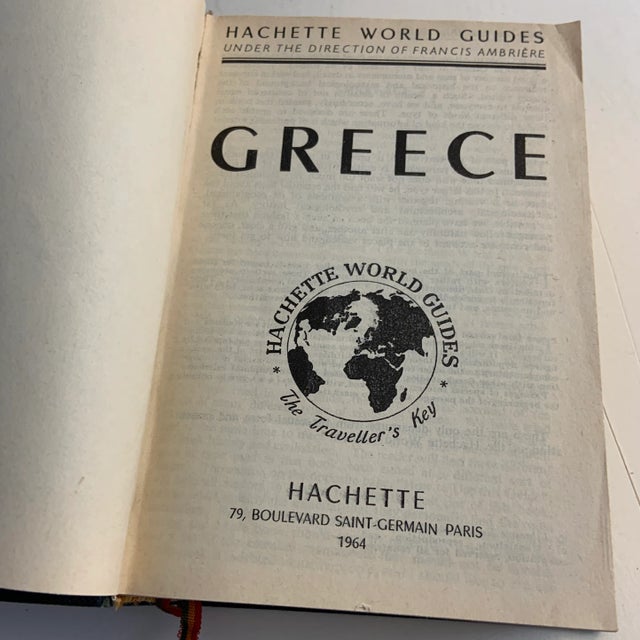 HACHETTE WORLD GUIDES
UNDER THE DIRECTION OF FRANCIS AMBRIÈRE
GREECE
* HACHETTE WORLD GUIDES *
The Traveller's Key
HACHETTE
79, BOULEVARD SAINT-GERMAIN PARIS
1964